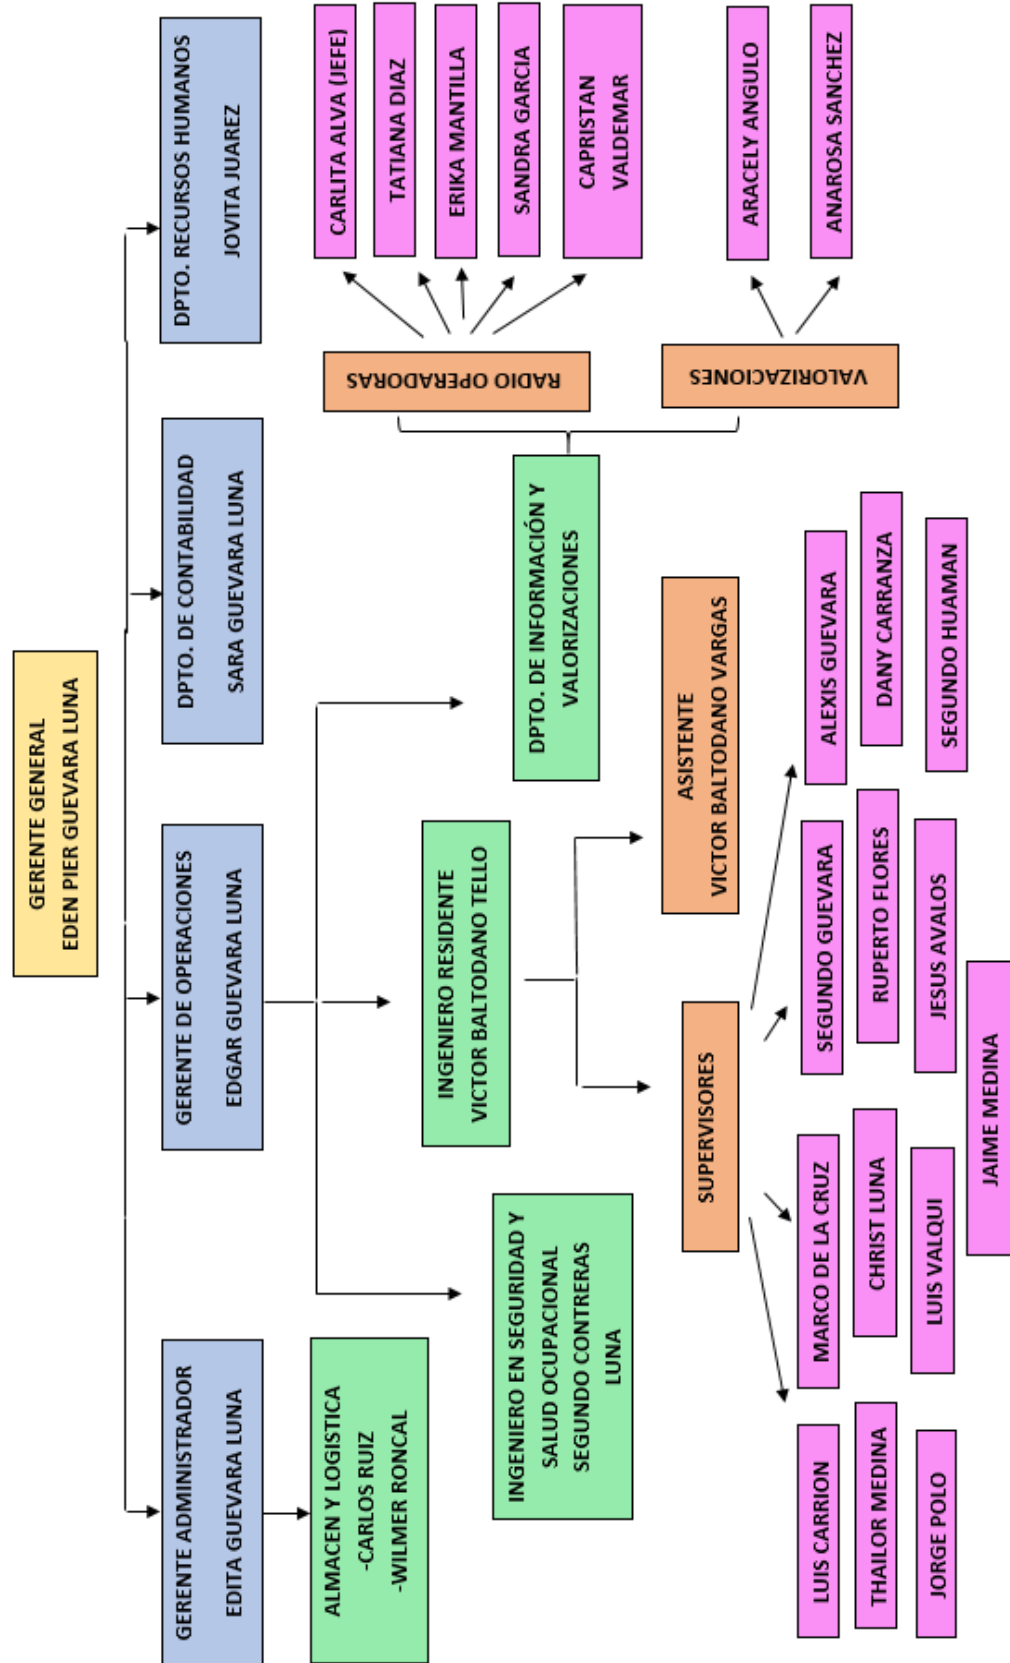 GERENTE GENERAL
EDEN PIER GUEVARA LUNA
GERENTE ADMINISTRADOR
EDITA GUEVARA LUNA
GERENTE DE OPERACIONES
EDGAR GUEVARA LUNA
DPTO. DE CONTABILIDAD
SARA GUEVARA LUNA
DPTO. RECURSOS HUMANOS
JOVITA JUAREZ
ALMACEN Y LOGISTICA
-CARLOS RUIZ
-WILMER RONCAL
INGENIERO EN SEGURIDAD Y
SALUD OCUPACIONAL
SEGUNDO CONTRERAS
LUNA
INGENIERO RESIDENTE
VICTOR BALTODANO TELLO
DPTO. DE INFORMACIÓN Y
VALORIZACIONES
RADIO OPERADORAS
CARLITA ALVA (JEFE)
TATIANA DIAZ
ERIKA MANTILLA
SANDRA GARCIA
CAPRISTAN
VALDEMAR
VALORIZACIONES
ARACELY ANGULO
ANAROSA SANCHEZ
SUPERVISORES
ASISTENTE
VICTOR BALTODANO VARGAS
LUIS CARRION
MARCO DE LA CRUZ
SEGUNDO GUEVARA
ALEXIS GUEVARA
THAILOR MEDINA
CHRIST LUNA
RUPERTO FLORES
DANY CARRANZA
JORGE POLO
LUIS VALQUI
JESUS AVALOS
SEGUNDO HUAMAN
JAIME MEDINA